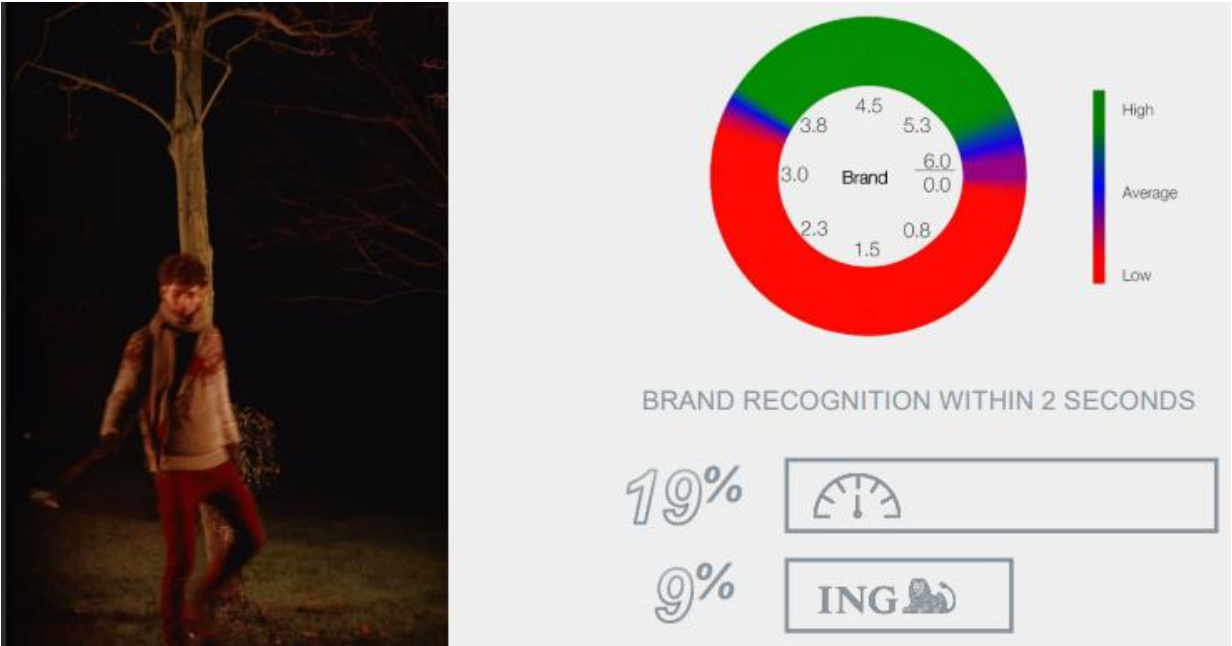 4.5
3.8
5.3
3.0
Brand
6.0
0.0
2.3
0.8
1.5
High
Average
Low
BRAND RECOGNITION WITHIN 2 SECONDS
19%
9%
ING